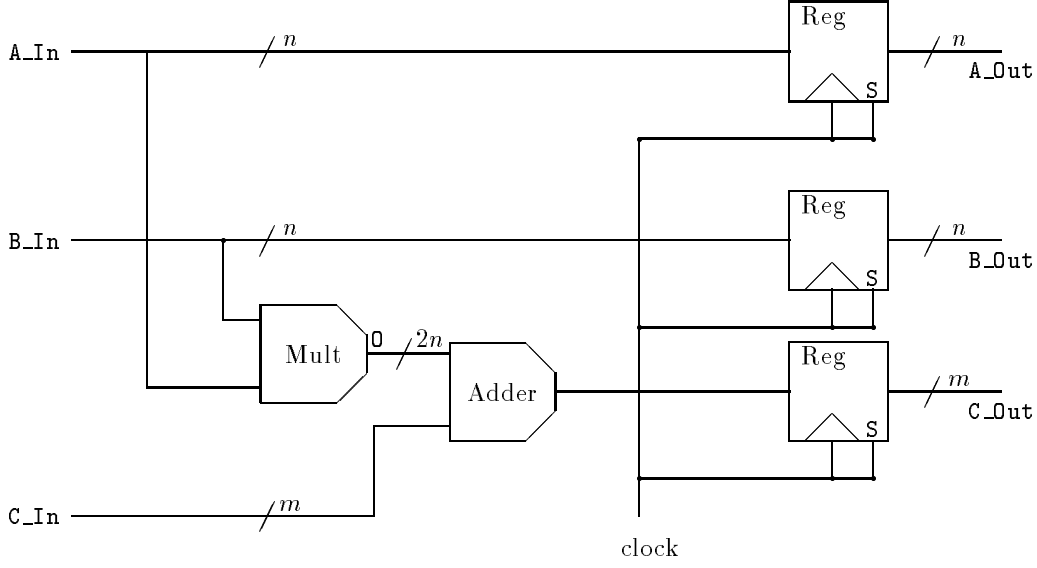 Reg
A_In
n
n
A_Out
S
Reg
B_In
n
n
B_Out
S
Mult
O
2n
Reg
Adder
m
C_Out
S
C_In
m
clock